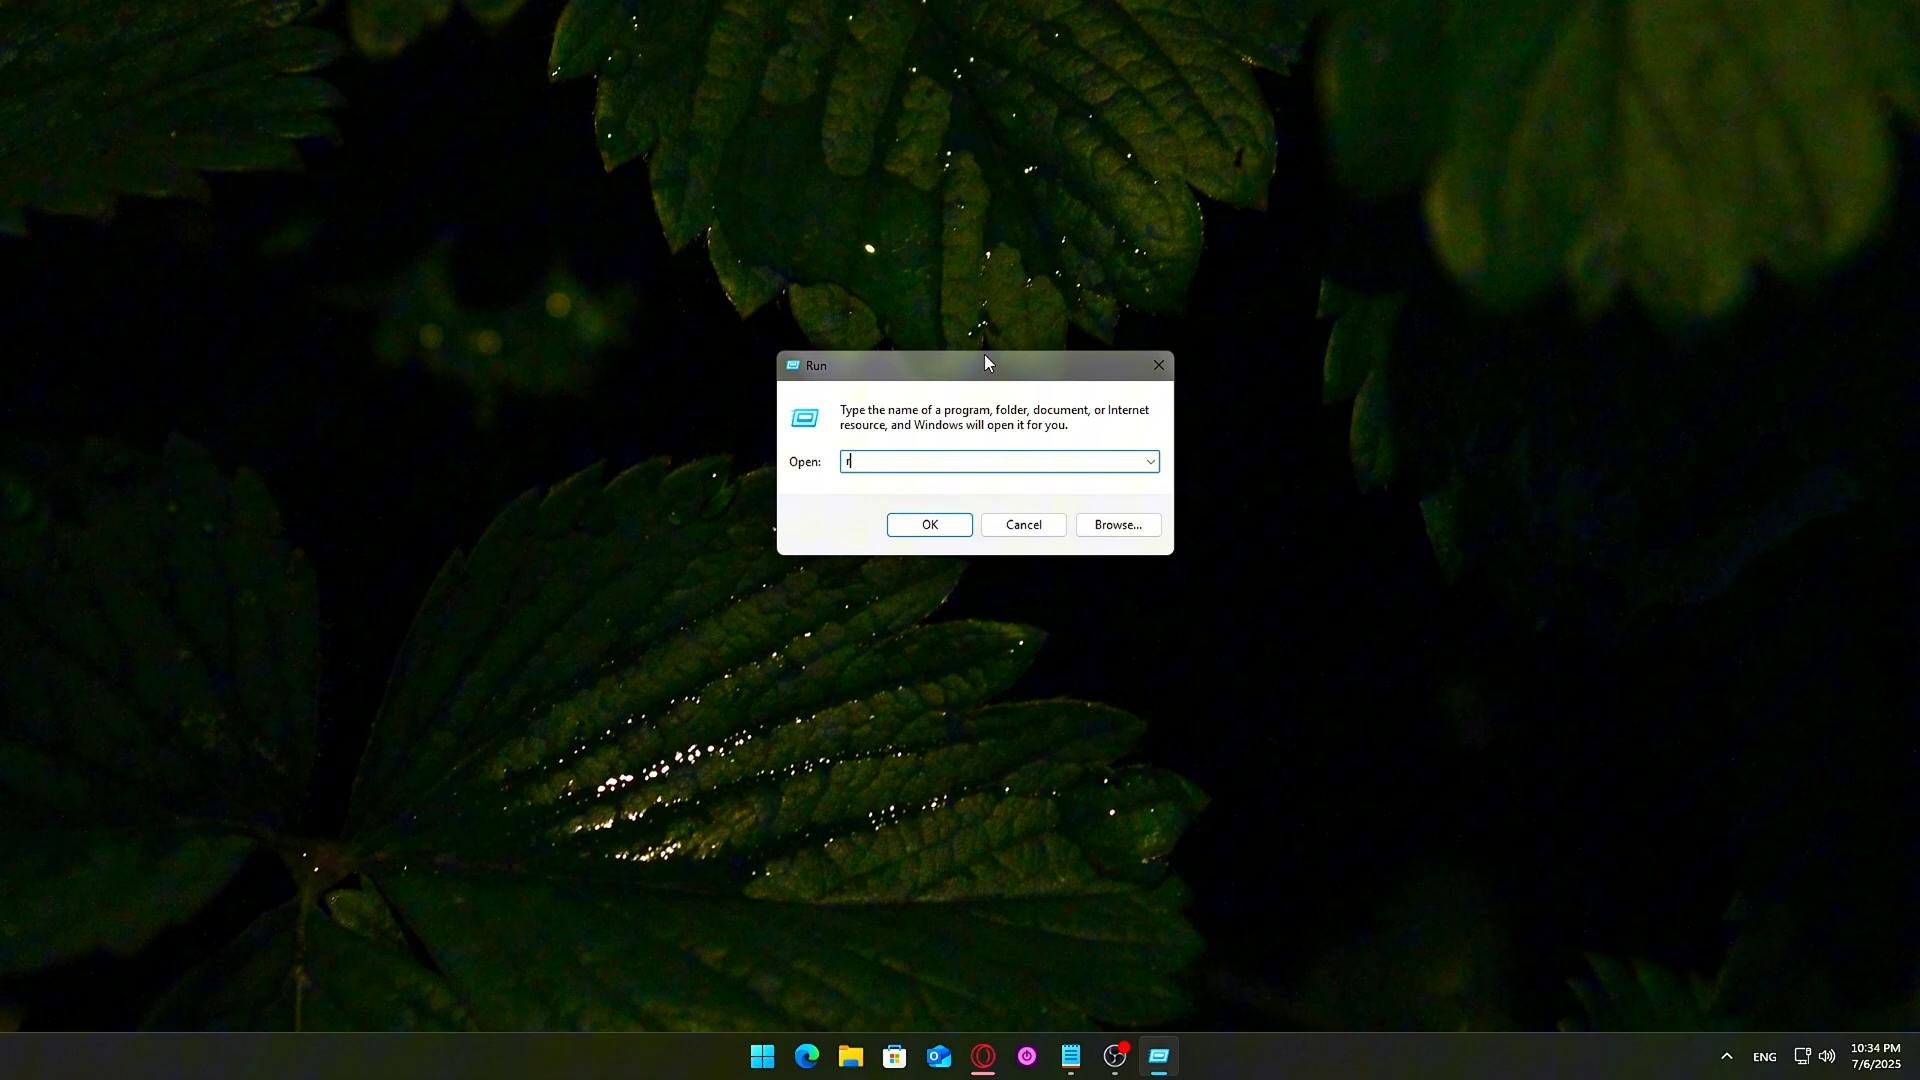 Run
Type the name of a program, folder, document, or Internet
resource, and Windows will open it for you.
Open:
r
OK
Cancel
Browse...
ENG
10:34 PM
7/6/2025